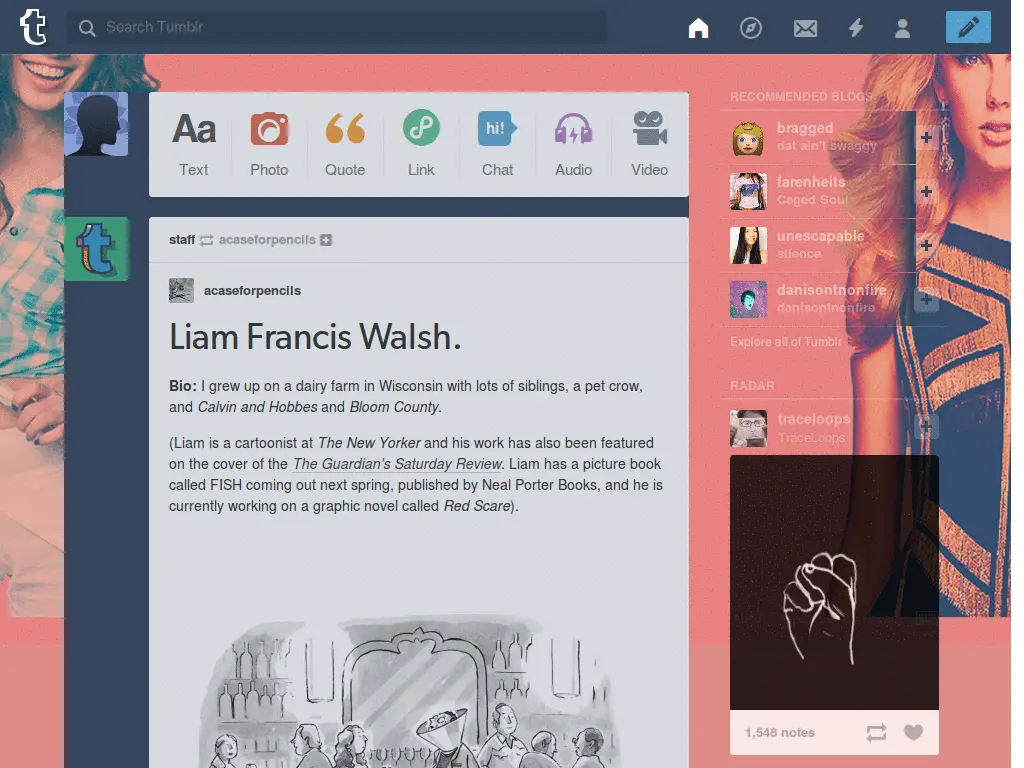 Search Tumblr
Aa
hi!
Text
Photo
Quote
Link
Chat
Audio
Video
staff acaseforpencils
acaseforpencils
Liam Francis Walsh.
Bio: I grew up on a dairy farm in Wisconsin with lots of siblings, a pet crow,
and Calvin and Hobbes and Bloom County.
(Liam is a cartoonist at The New Yorker and his work has also been featured
on the cover of the The Guardian's Saturday Review. Liam has a picture book
called FISH coming out next spring, published by Neal Porter Books, and he is
currently working on a graphic novel called Red Scare).
RECOMMENDED BLOGS
bragged
dat ain't swaggy
farenheits
Caged Soul
unescapable
silence
danisontnonfire
danisontnonfire
Explore all of Tumblr
RADAR
traceloops
TraceLoops
1,548 notes